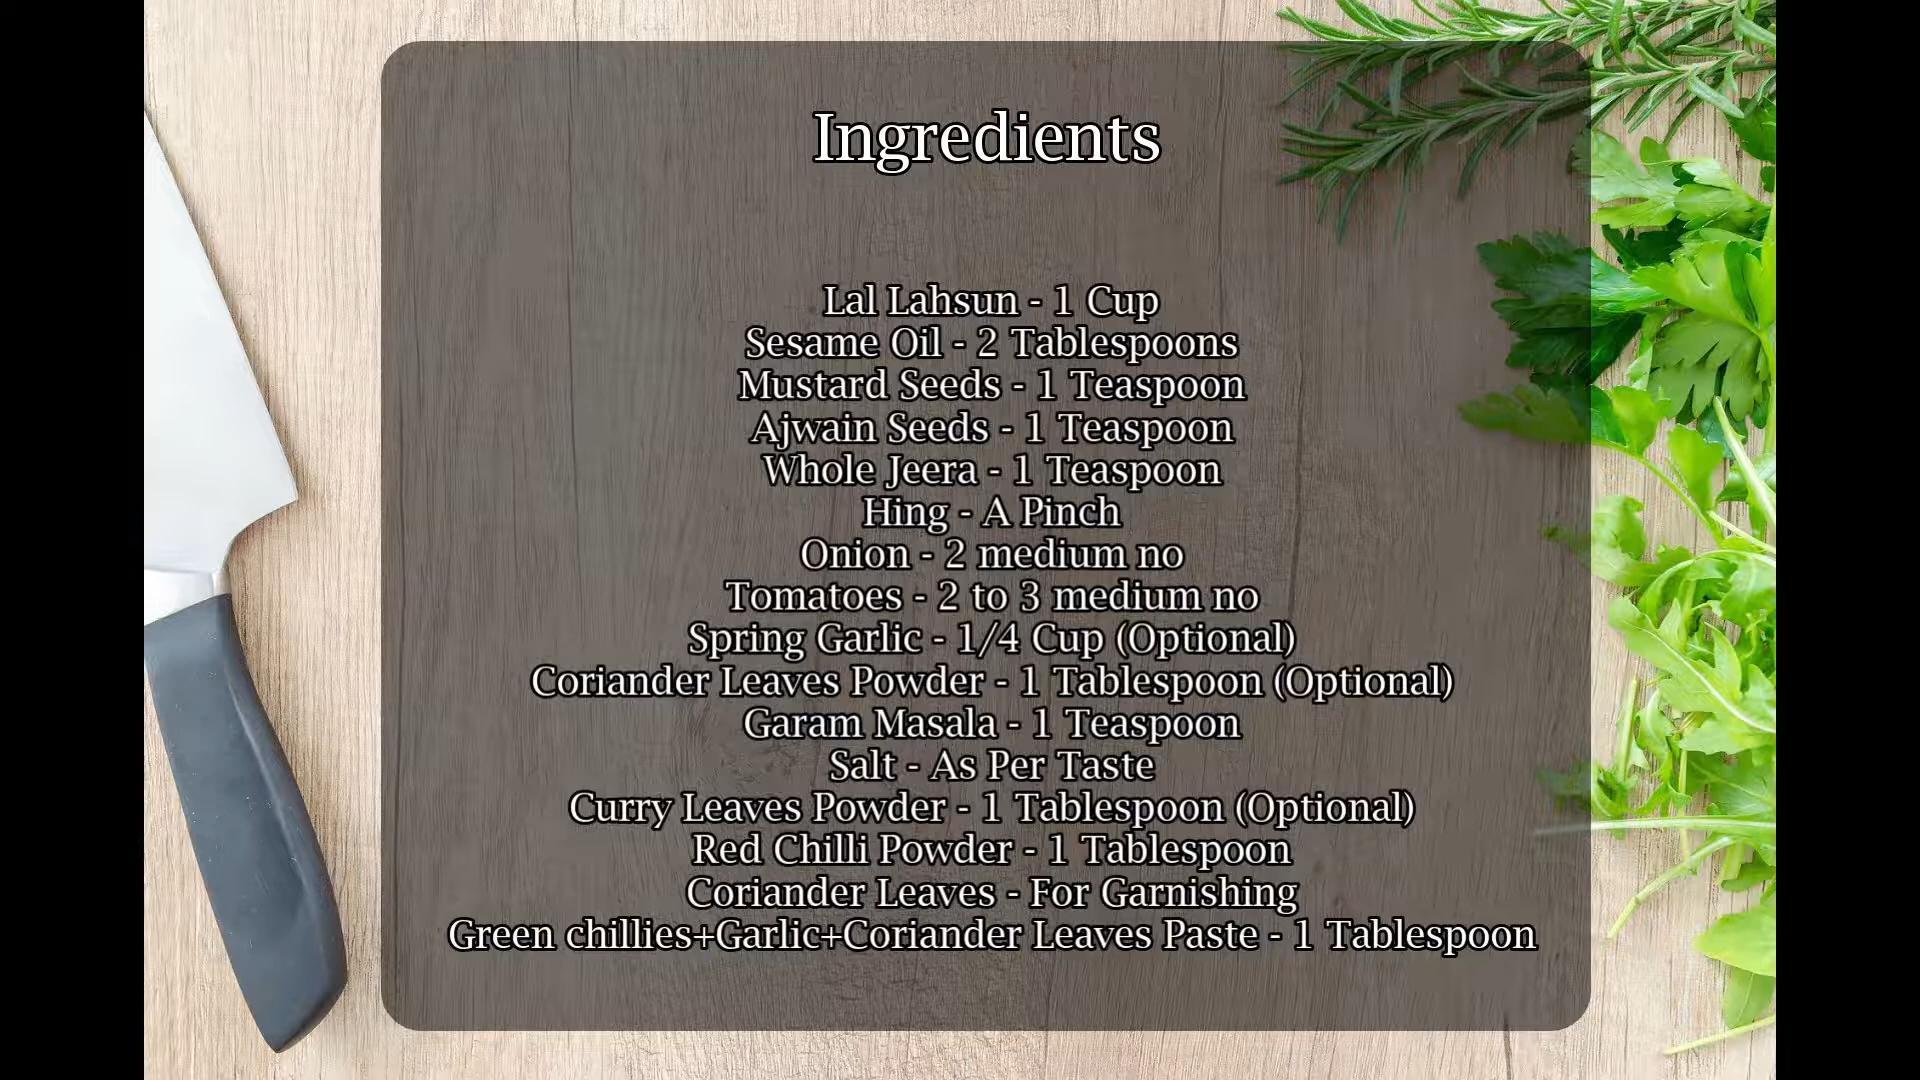 Ingredients
Lal Lahsun - 1 Cup
Sesame Oil - 2 Tablespoons
Mustard Seeds - 1 Teaspoon
Ajwain Seeds - 1 Teaspoon
Whole Jeera - 1 Teaspoon
Hing - A Pinch
Onion - 2 medium no
Tomatoes - 2 to 3 medium no
Spring Garlic - 1/4 Cup (Optional)
Coriander Leaves Powder - 1 Tablespoon (Optional)
Garam Masala - 1 Teaspoon
Salt - As Per Taste
Curry Leaves Powder - 1 Tablespoon (Optional)
Red Chilli Powder - 1 Tablespoon
Coriander Leaves - For Garnishing
Green chillies+Garlic+Coriander Leaves Paste - 1 Tablespoon